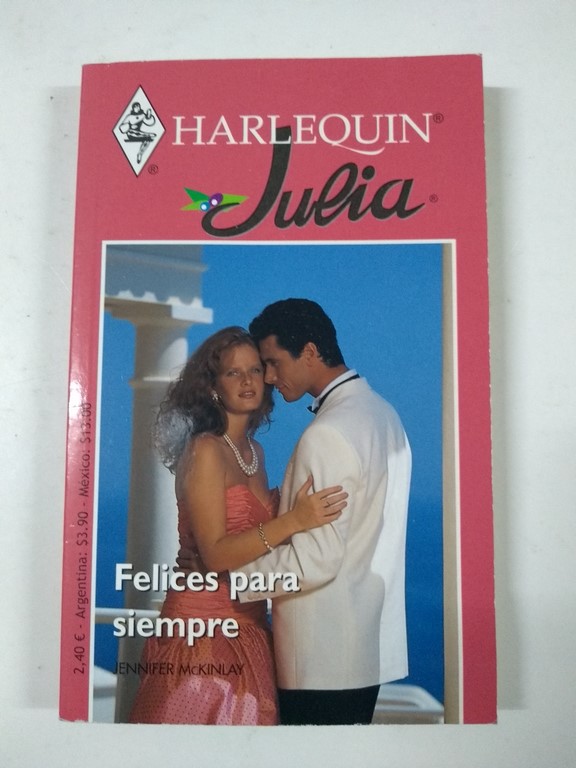 HARLEQUIN®
®
Julia®
2,40 € - Argentina: $3.90 - México: $13.00
Felices para
siempre
JENNIFER McKINLAY